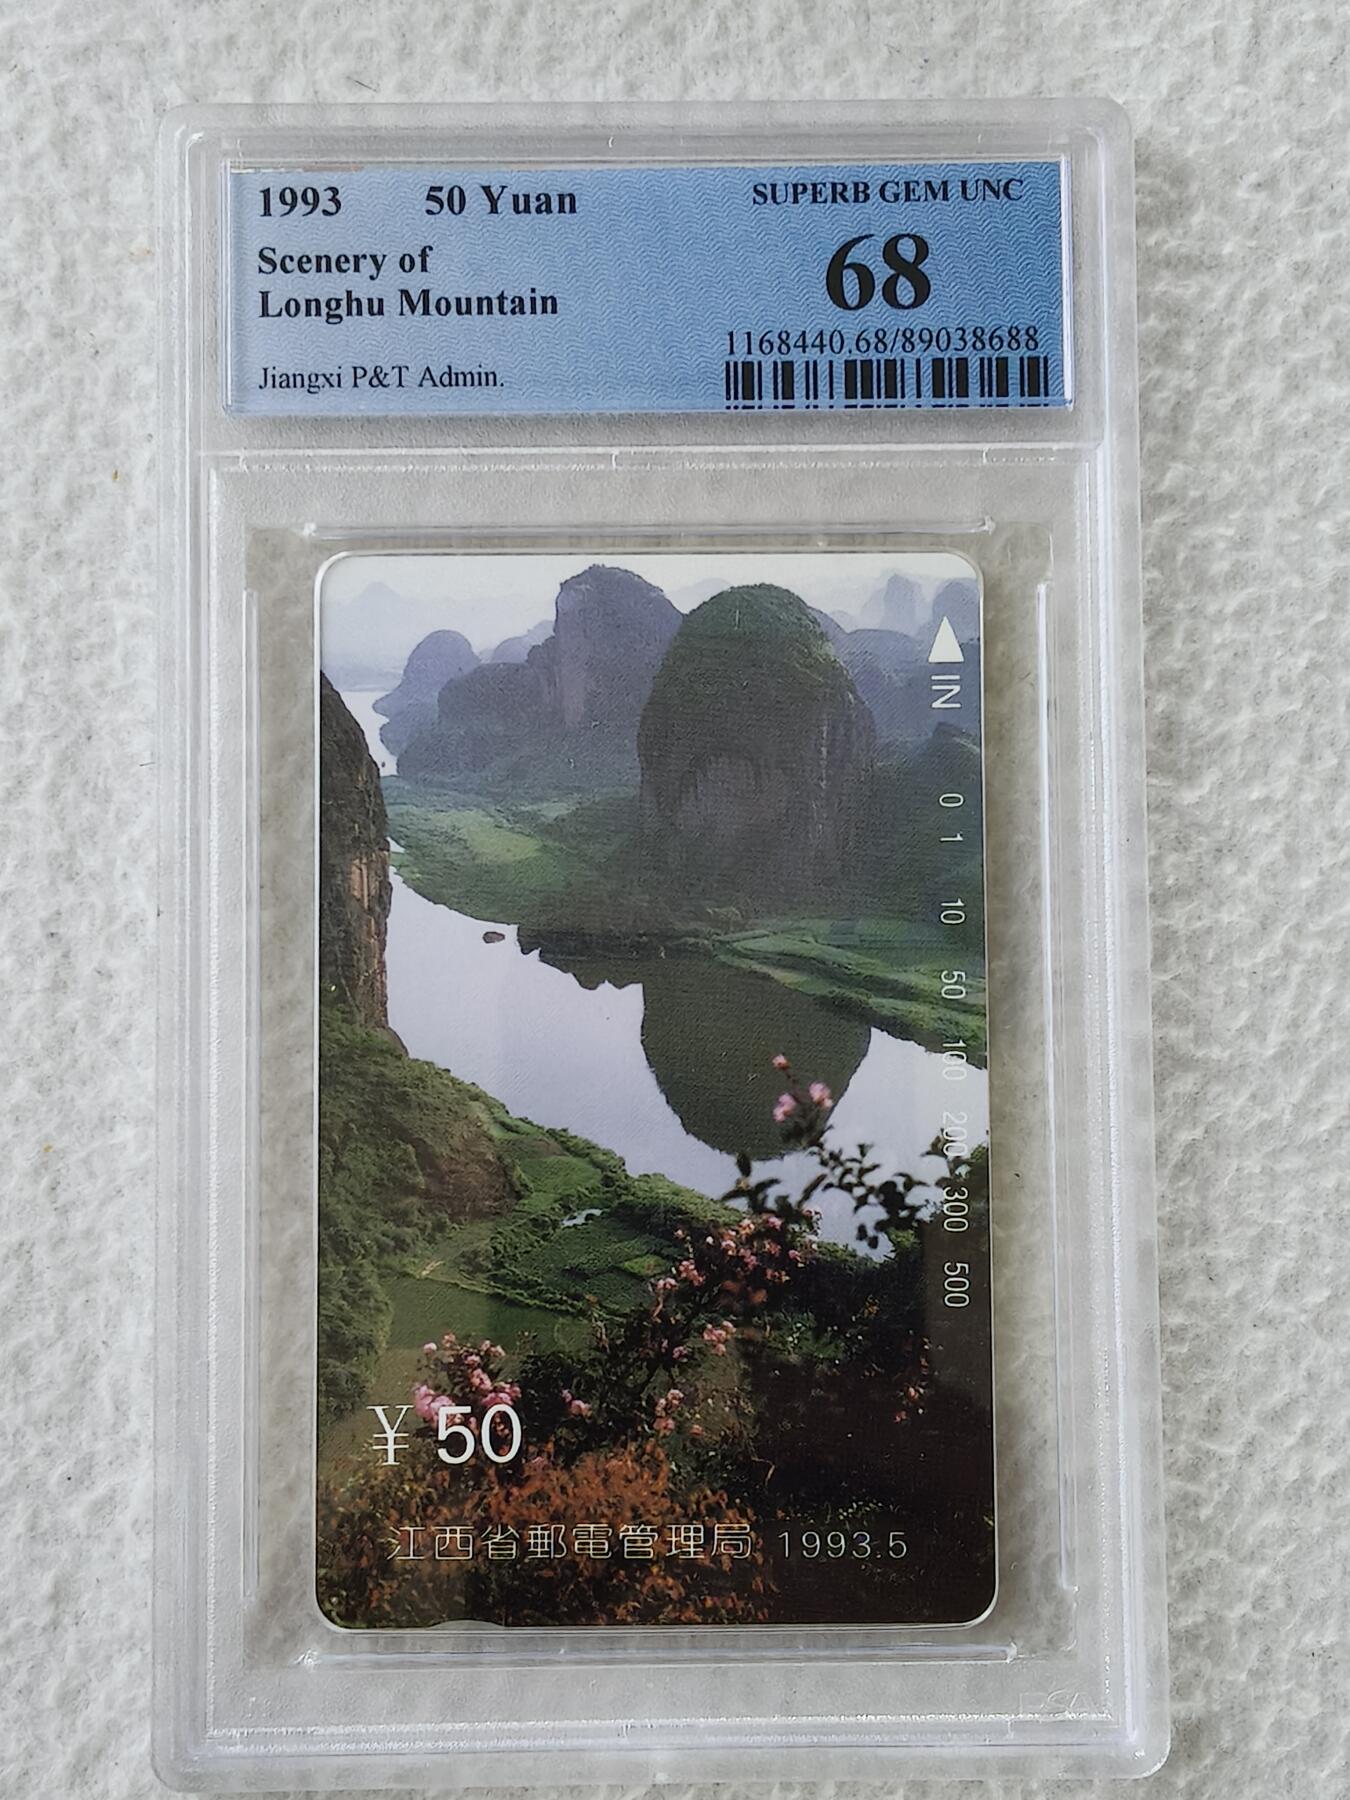 1993 50 Yuan
SUPERB GEM UNC
Scenery of
Longhu Mountain
68
Jiangxi P&T Admin.
1168440.68/89038688
IN
0 1 10 50 100 200 300 500
¥ 50
江西省郵電管理局 1993.5
PSA